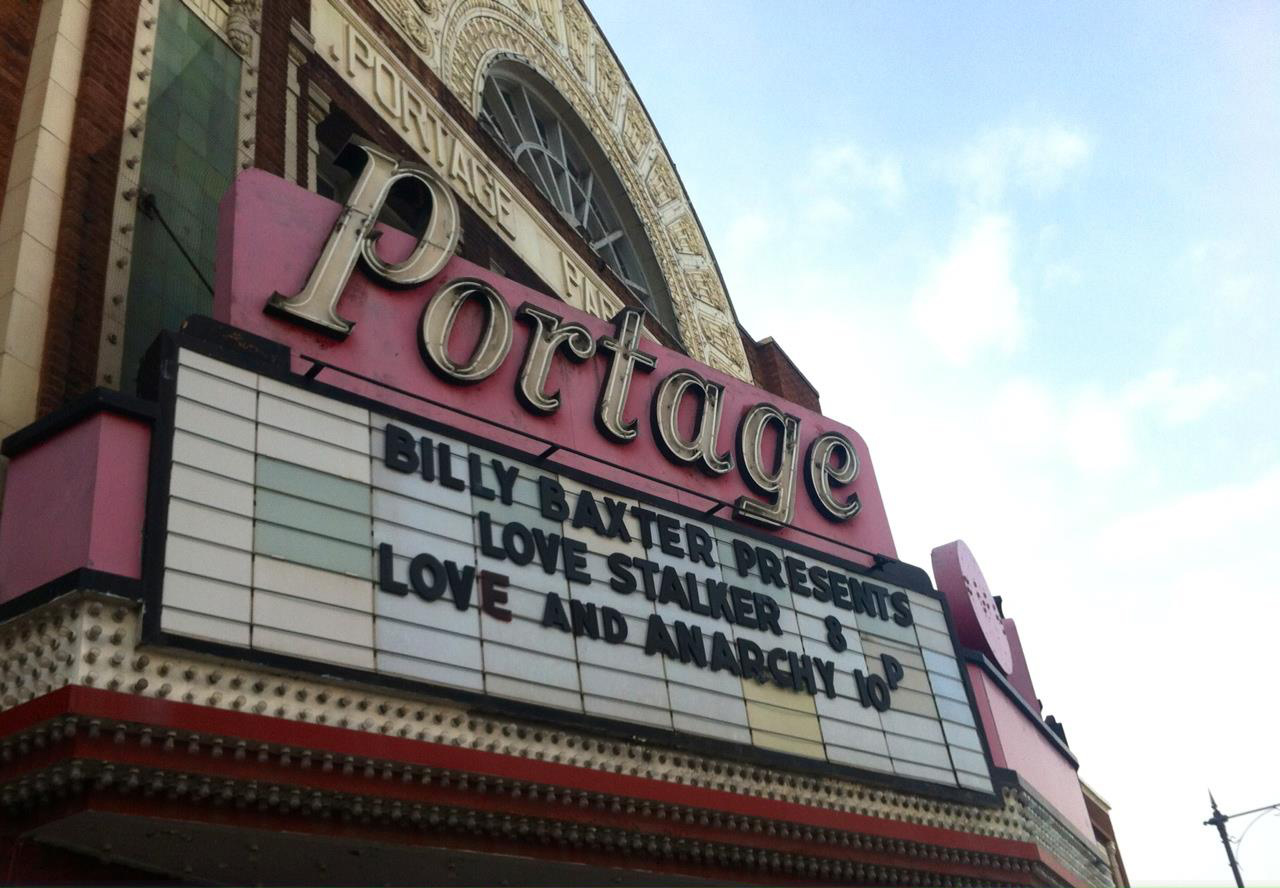 PORTAGE
Portage
BILLY BAXTER PRESENTS
LOVE STALKER 8
LOVE AND ANARCHY 10P